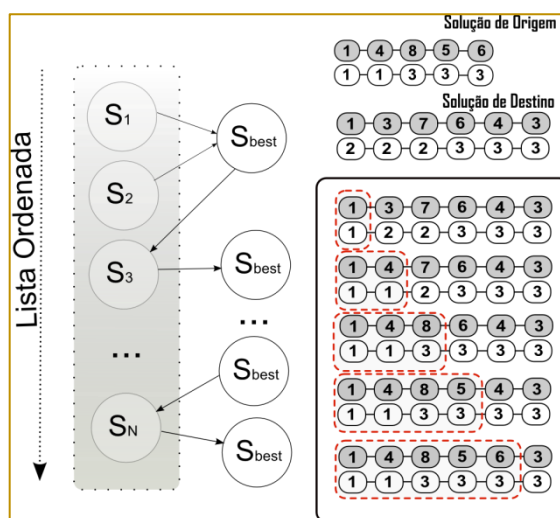 Lista Ordenada
S1
S2
S3
...
SN
Sbest
Sbest
...
Sbest
Sbest
Solução de Origem
1 4 8 5 6
1 1 3 3 3
Solução de Destino
1 3 7 6 4 3
2 2 2 3 3 3
1 3 7 6 4 3
1 2 2 3 3 3
1 4 7 6 4 3
1 1 2 3 3 3
1 4 8 6 4 3
1 1 3 3 3 3
1 4 8 5 4 3
1 1 3 3 3 3
1 4 8 5 6 3
1 1 3 3 3 3